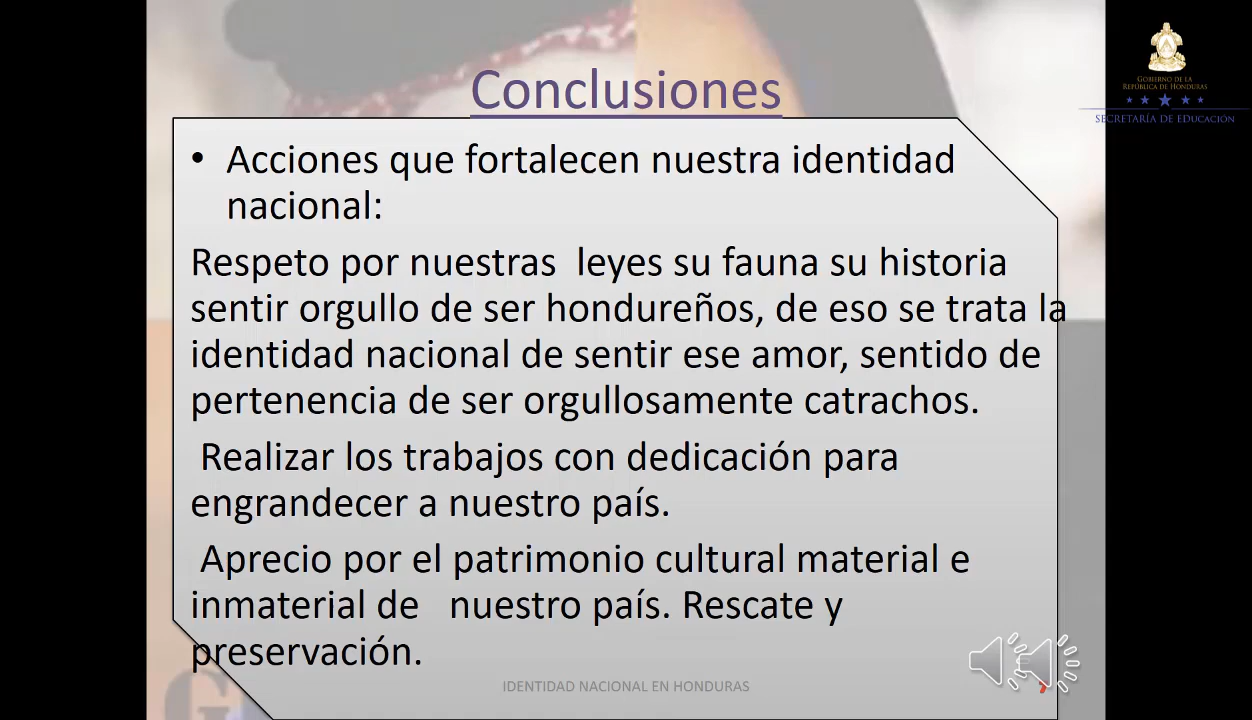 Conclusiones
GOBIERNO DE LA
REPÚBLICA DE HONDURAS
SECRETARÍA DE EDUCACIÓN
• Acciones que fortalecen nuestra identidad
nacional:
Respeto por nuestras leyes su fauna su historia
sentir orgullo de ser hondureños, de eso se trata la
identidad nacional de sentir ese amor, sentido de
pertenencia de ser orgullosamente catrachos.
Realizar los trabajos con dedicación para
engrandecer a nuestro país.
Aprecio por el patrimonio cultural material e
inmaterial de nuestro país. Rescate y
preservación.
IDENTIDAD NACIONAL EN HONDURAS